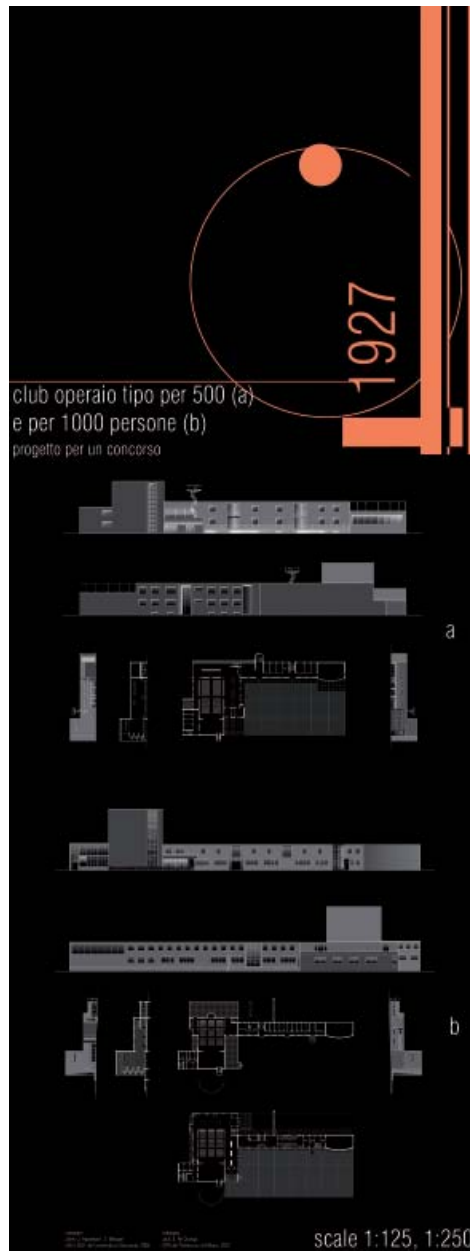 1927
club operaio tipo per 500 (a)
e per 1000 persone (b)
progetto per un concorso
a
b
scale 1:125, 1:250